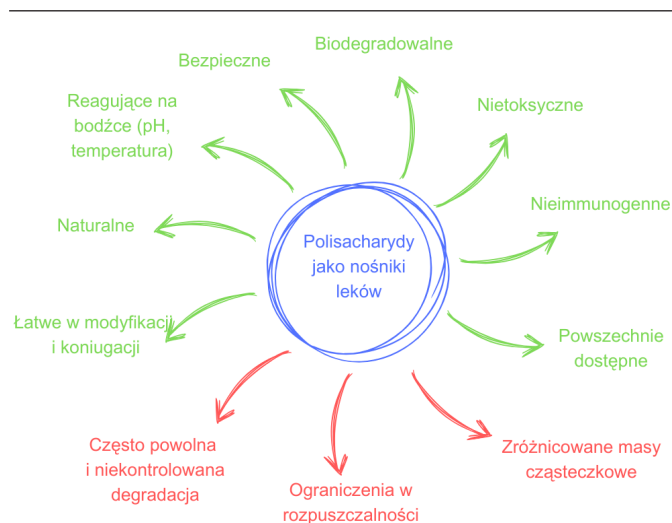 Biodegradowalne
Bezpieczne
Nietoksyczne
Reagujące na
bodźce (pH,
temperatura)
Nieimmunogenne
Naturalne
Polisacharydy
jako nośniki
leków
Łatwe w modyfikacji
i koniugacji
Powszechnie
dostępne
Często powolna
i niekontrolowana
degradacja
Ograniczenia w
rozpuszczalności
Zróżnicowane masy
cząsteczkowe